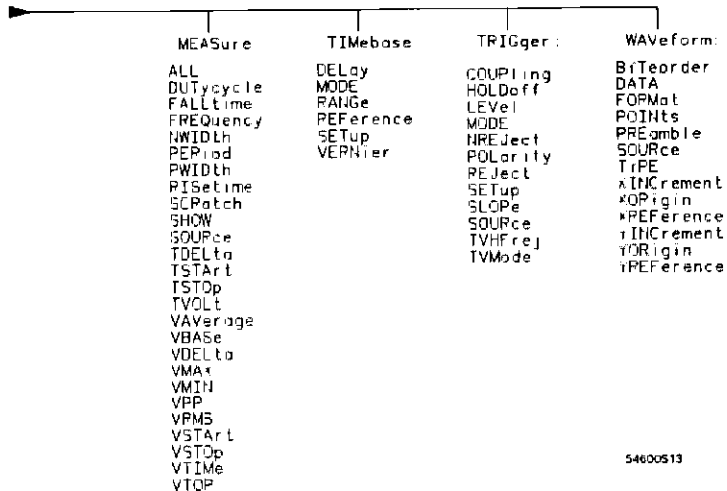 MEASure
ALL
DUTycycle
FALLtime
FREQuency
NWIDth
PERiod
PWIDth
RISetime
SCRatch
SHOW
SOURce
TDELta
TSTArt
TSTOp
TVOLt
VAVerage
VBASe
VDELta
VMAx
VMIN
VPP
VRMS
VSTArt
VSTOp
VTIMe
VTOP
TIMebase
DELay
MODE
RANGe
REFerence
SETup
VERNier
TRIGger:
COUPling
HOLDoff
LEVel
MODE
NREJect
POLarity
REJect
SETup
SLOPe
SOURce
TVHFrej
TVMode
WAVeform:
BYTeorder
DATA
FORMat
POINts
PREamble
SOURce
TYPE
XINCrement
XORigin
XREFerence
YINCrement
YORigin
YREFerence
54600S13